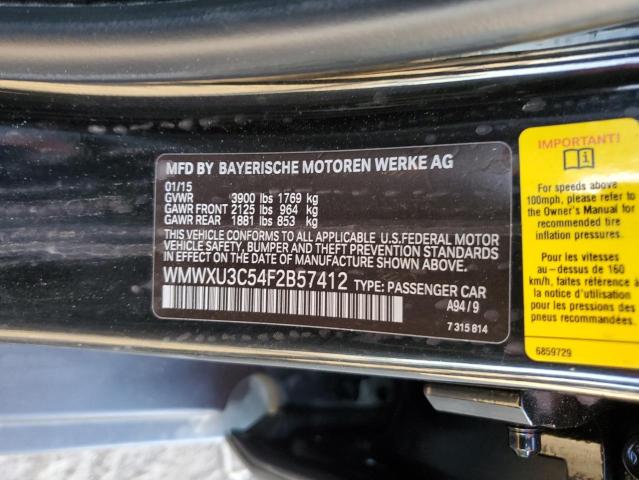 MFD BY BAYERISCHE MOTOREN WERKE AG
01/15
GVWR 3900 lbs 1769 kg
GAWR FRONT 2125 lbs 964 kg
GAWR REAR 1881 lbs 853 kg
THIS VEHICLE CONFORMS TO ALL APPLICABLE U.S.FEDERAL MOTOR
VEHICLE SAFETY, BUMPER AND THEFT PREVENTION STANDARDS
IN EFFECT ON THE DATE OF MANUFACTURE SHOWN ABOVE.
WMWXU3C54F2B57412 TYPE: PASSENGER CAR
A94/9
7 315 814
IMPORTANT!
For speeds above
100mph, please refer to
the Owner's Manual for
recommended tire
inflation pressures.
Pour les vitesses
au-dessus de 160
km/h, faites référence à
la notice d'utilisation
pour les pressions des
pneus recommandées.
6859729